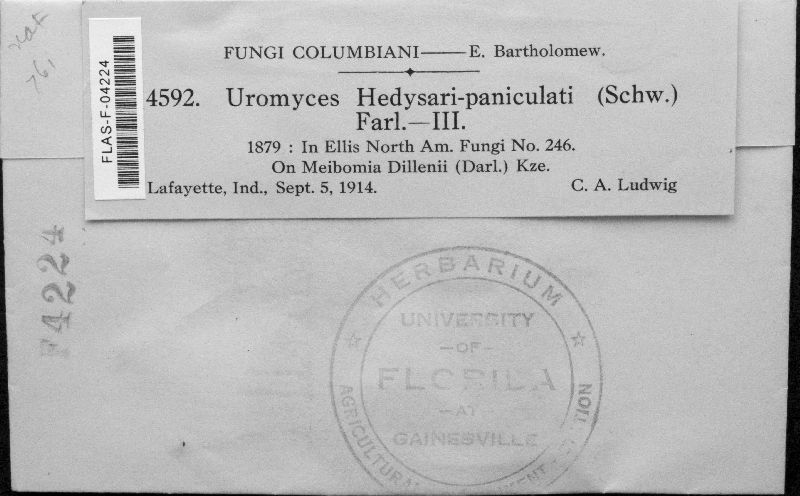 FUNGI COLUMBIANI—E. Bartholomew.
4592. Uromyces Hedysari-paniculati (Schw.)
Farl.—III.
1879 : In Ellis North Am. Fungi No. 246.
On Meibomia Dillenii (Darl.) Kze.
Lafayette, Ind., Sept. 5, 1914. C. A. Ludwig
FLAS-F-04224
F4224
HERBARIUM
UNIVERSITY
—OF—
FLORIDA
—AT—
GAINESVILLE
AGRICULTURAL